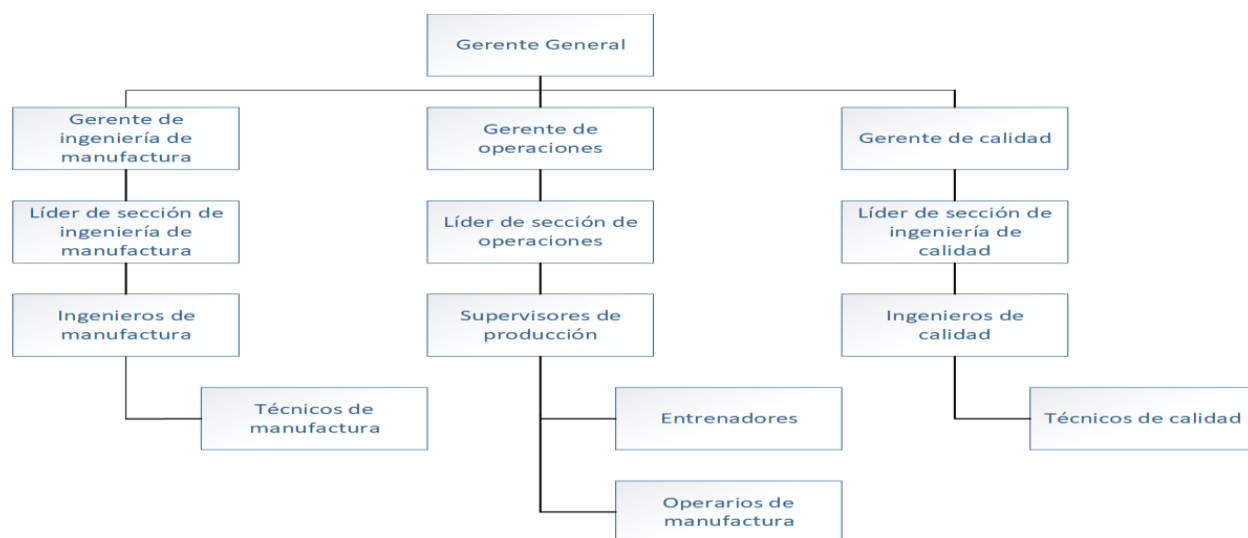 Gerente General
Gerente de
ingeniería de
manufactura
Gerente de
operaciones
Gerente de calidad
Líder de sección de
ingeniería de
manufactura
Líder de sección de
operaciones
Líder de sección de
ingeniería de
calidad
Ingenieros de
manufactura
Supervisores de
producción
Ingenieros de
calidad
Técnicos de
manufactura
Entrenadores
Técnicos de calidad
Operarios de
manufactura